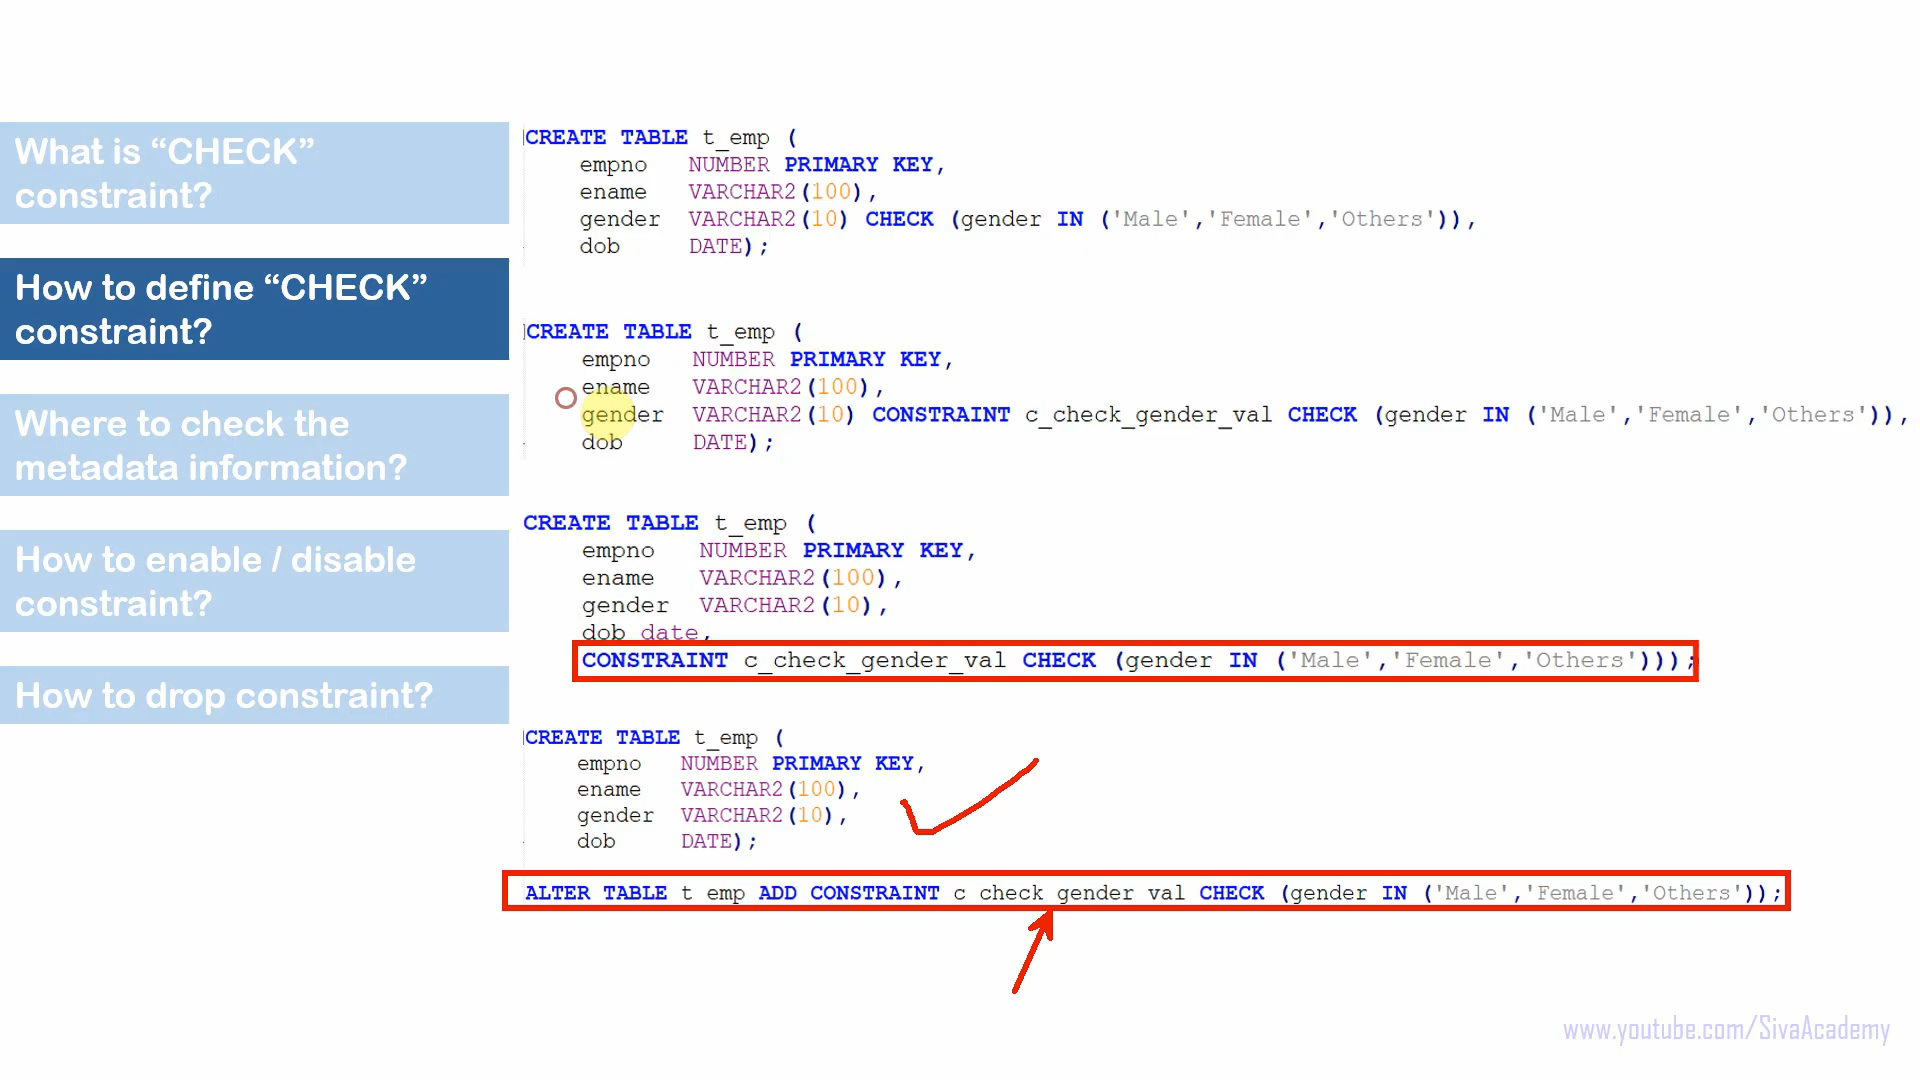 What is “CHECK”
constraint?
How to define “CHECK”
constraint?
Where to check the
metadata information?
How to enable / disable
constraint?
How to drop constraint?
CREATE TABLE t_emp (
empno NUMBER PRIMARY KEY,
ename VARCHAR2(100),
gender VARCHAR2(10) CHECK (gender IN ('Male','Female','Others')),
dob DATE);
CREATE TABLE t_emp (
empno NUMBER PRIMARY KEY,
ename VARCHAR2(100),
gender VARCHAR2(10) CONSTRAINT c_check_gender_val CHECK (gender IN ('Male','Female','Others')),
dob DATE);
CREATE TABLE t_emp (
empno NUMBER PRIMARY KEY,
ename VARCHAR2(100),
gender VARCHAR2(10),
dob date,
CONSTRAINT c_check_gender_val CHECK (gender IN ('Male','Female','Others')));
CREATE TABLE t_emp (
empno NUMBER PRIMARY KEY,
ename VARCHAR2(100),
gender VARCHAR2(10),
dob DATE);
ALTER TABLE t emp ADD CONSTRAINT c check gender val CHECK (gender IN ('Male','Female','Others'));
www.youtube.com/SivaAcademy